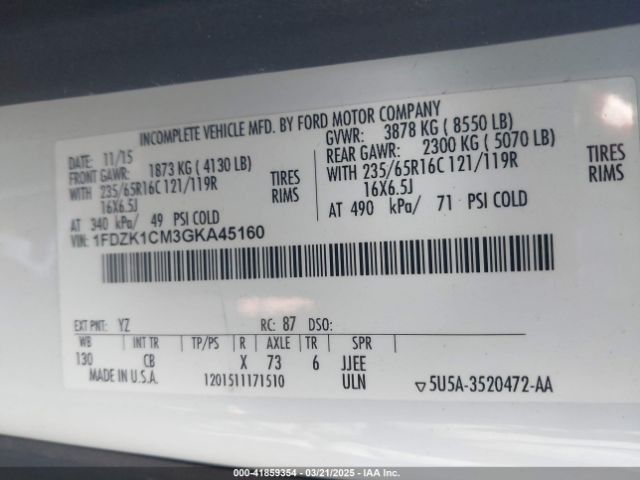 INCOMPLETE VEHICLE MFD. BY FORD MOTOR COMPANY
DATE: 11/15 GVWR: 3878 KG ( 8550 LB)
FRONT GAWR: 1873 KG ( 4130 LB) REAR GAWR: 2300 KG ( 5070 LB)
WITH 235/65R16C 121/119R TIRES WITH 235/65R16C 121/119R TIRES
16X6.5J RIMS 16X6.5J RIMS
AT 340 kPa/ 49 PSI COLD AT 490 kPa/ 71 PSI COLD
VIN: 1FDZK1CM3GKA45160
EXT PNT: YZ RC: 87 DSO:
WB INT TR TP/PS R AXLE TR SPR
130 CB X 73 6 JJEE
MADE IN U.S.A. 1201511171510 ULN ▽5U5A-3520472-AA
000-41859354 / 03/21/2025 - IAA Inc.